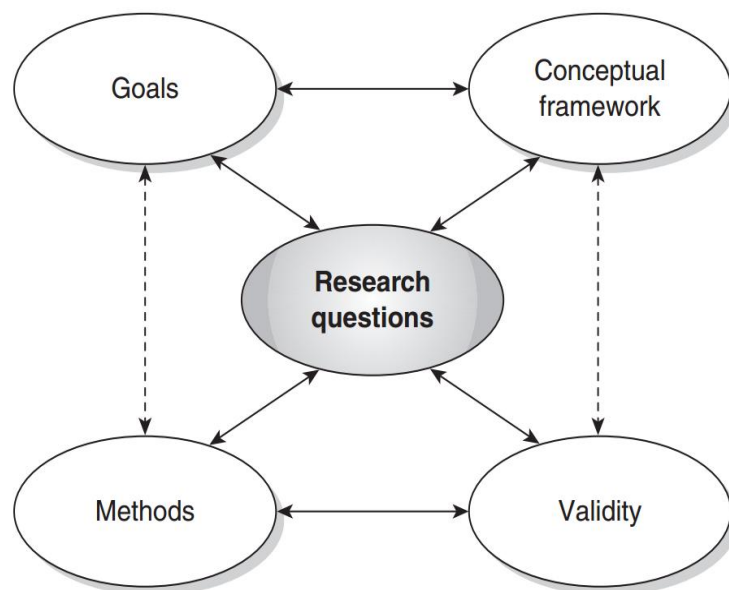 Goals
Conceptual
framework
Research
questions
Methods
Validity